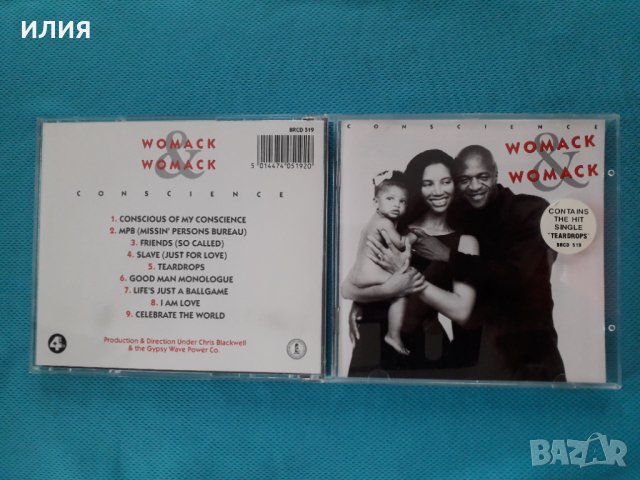 илия
WOMACK
&
WOMACK
BRCD 519
5 014474 051920
CONSCIENCE
1. CONSCIOUS OF MY CONSCIENCE
2. MPB (MISSIN' PERSONS BUREAU)
3. FRIENDS (SO CALLED)
4. SLAVE (JUST FOR LOVE)
5. TEARDROPS
6. GOOD MAN MONOLOGUE
7. LIFE'S JUST A BALLGAME
8. I AM LOVE
9. CELEBRATE THE WORLD
4
Production & Direction Under Chris Blackwell
& the Gypsy Wave Power Co.
CONSCIENCE
WOMACK
&
WOMACK
CONTAINS
THE HIT
SINGLE
"TEARDROPS"
BRCD 519
BAZAR